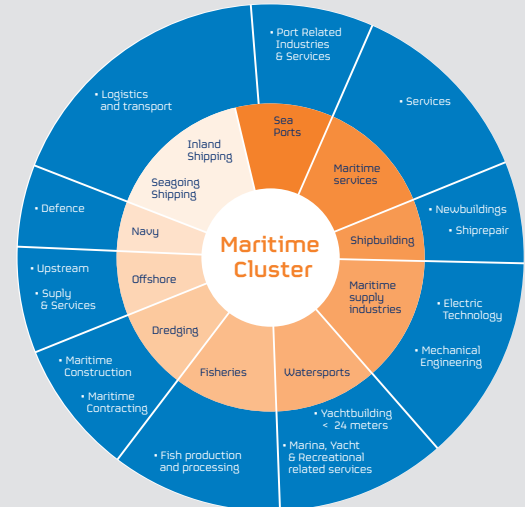 • Port Related
Industries
& Services
• Logistics
and transport
• Services
Sea
Ports
Inland
Shipping
Seagoing
Shipping
Maritime
services
• Defence
Navy
• Newbuildings
• Shiprepair
Shipbuilding
Maritime
Cluster
• Upstream
• Suply
& Services
Offshore
Maritime
supply
industries
• Electric
Technology
• Mechanical
Engineering
Dredging
• Maritime
Construction
• Maritime
Contracting
Fisheries
Watersports
• Yachtbuilding
< 24 meters
• Marina, Yacht
& Recreational
related services
• Fish production
and processing